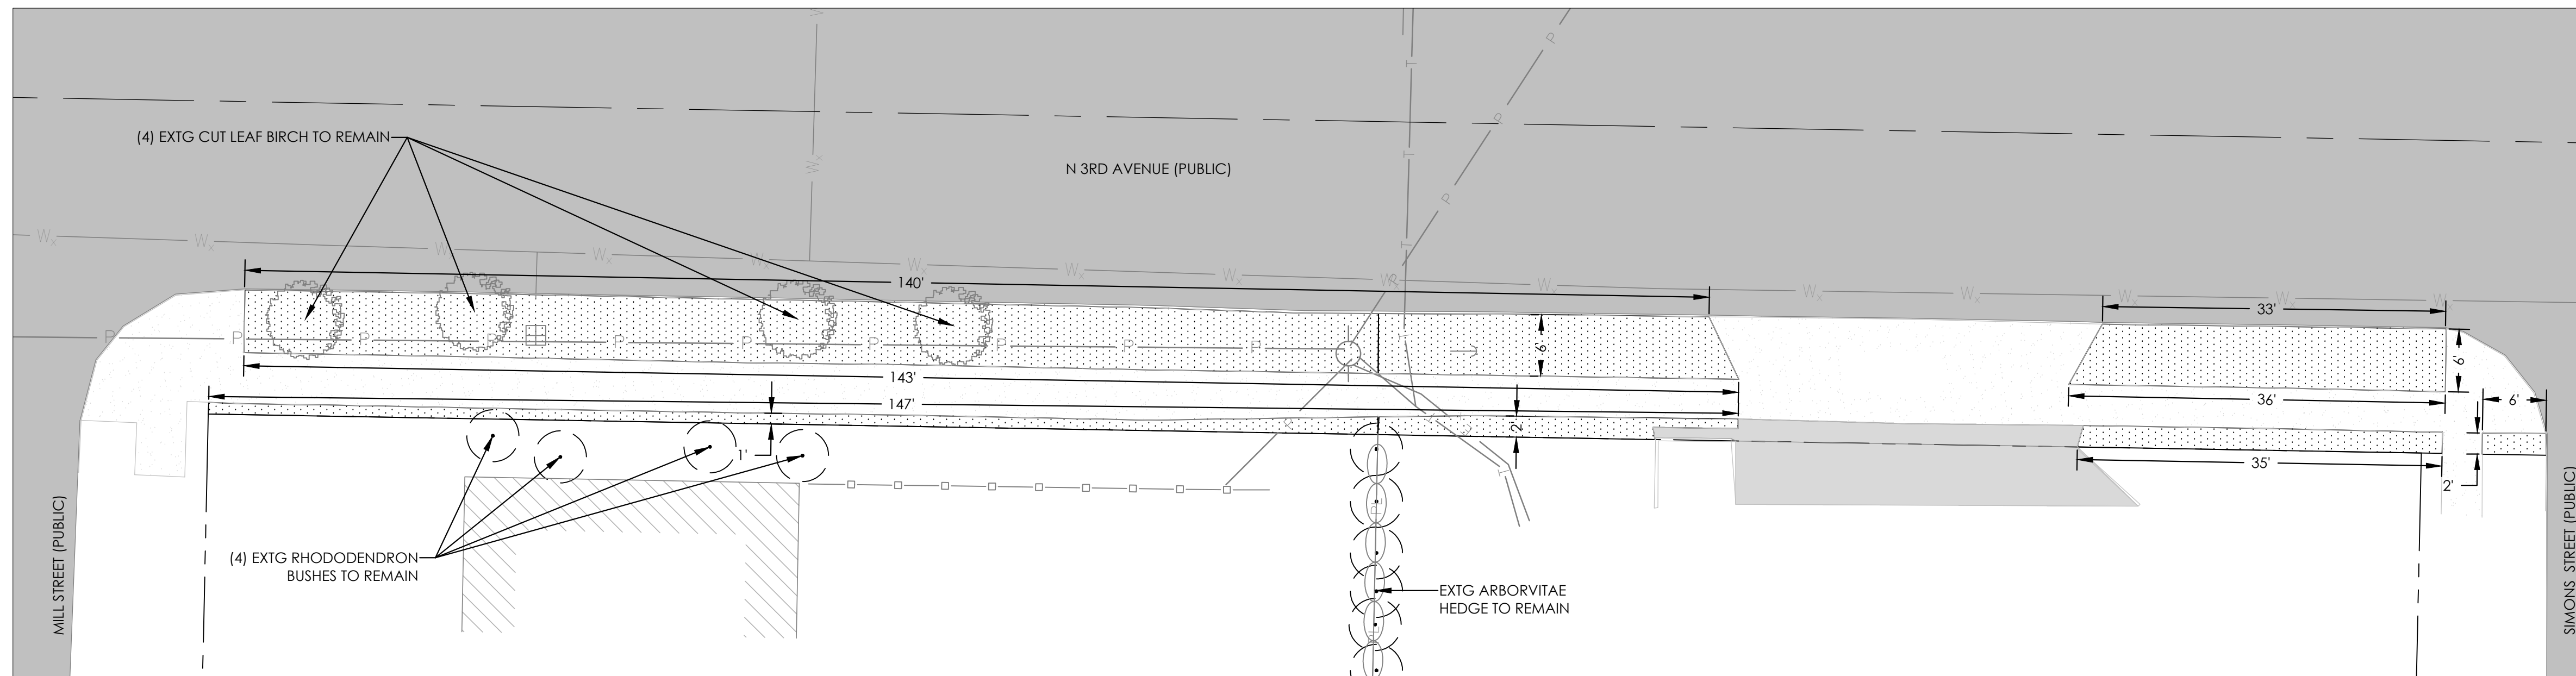 (4) EXTG CUT LEAF BIRCH TO REMAIN
N 3RD AVENUE (PUBLIC)
140'
33'
6'
6'
143'
36'
147'
6'
2'
1'
35'
2'
(4) EXTG RHODODENDRON
BUSHES TO REMAIN
EXTG ARBORVITAE
HEDGE TO REMAIN
MILL STREET (PUBLIC)
SIMONS STREET (PUBLIC)